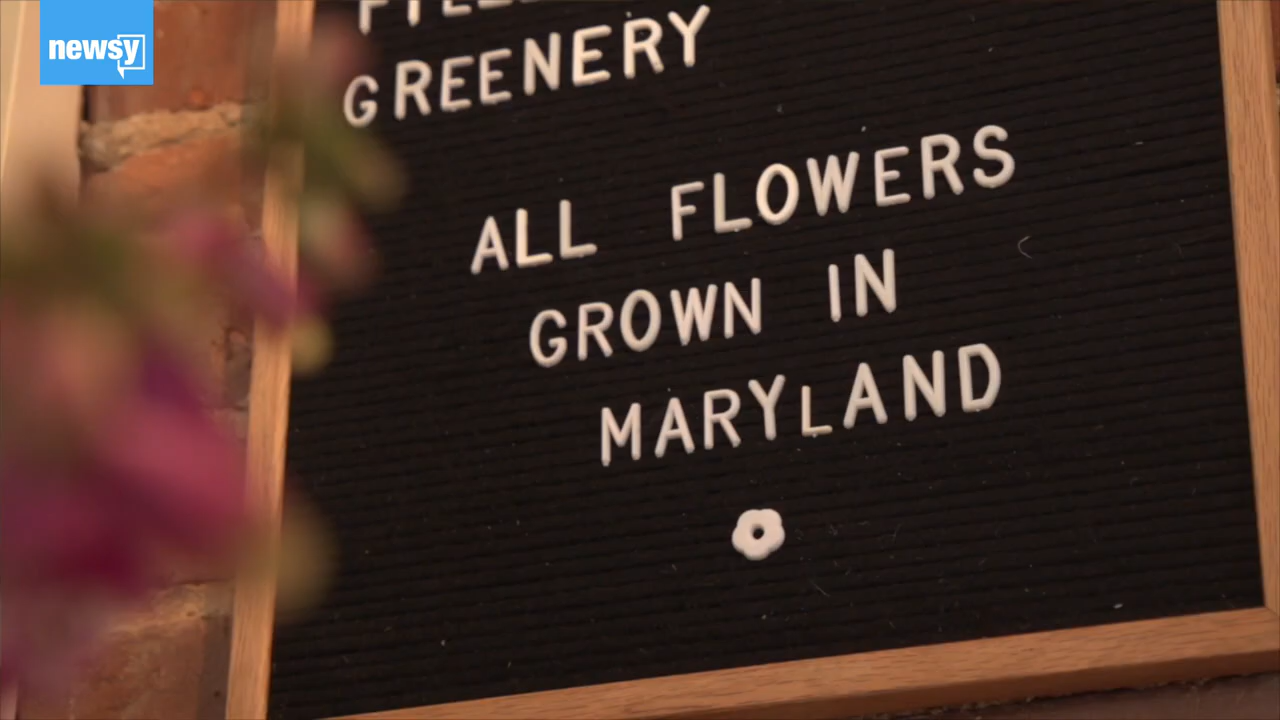 newsy
GREENERY
ALL FLOWERS
GROWN IN
MARYLAND